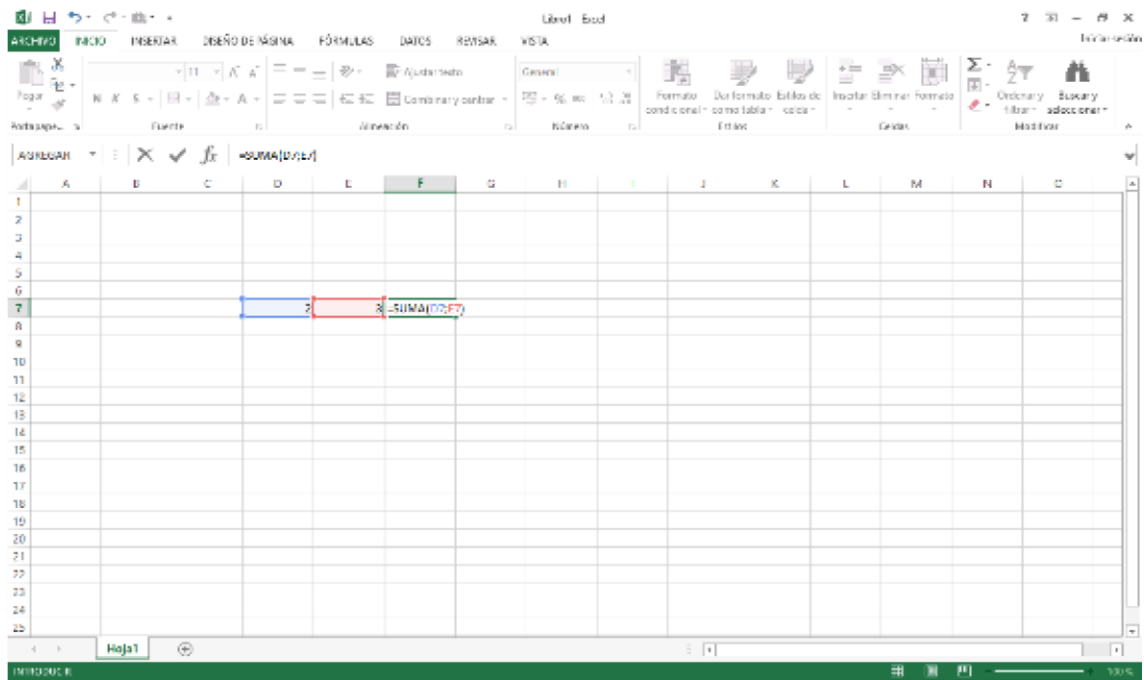 Libro1 - Excel
Iniciar sesión
ARCHIVO INICIO INSERTAR DISEÑO DE PÁGINA FÓRMULAS DATOS REVISAR VISTA
Pegar
11
Ajustar texto
General
N K S
Combinar y centrar
% 000
Formato condicional
Dar formato como tabla
Estilos de celda
Insertar Eliminar Formato
Ordenar y filtrar
Buscar y seleccionar
Portapape... Fuente Alineación Número Estilos Celdas Modificar
AGREGAR fx =SUMA(D7;E7)
A B C D E F G H I J K L M N O
1
2
3
4
5
6
7 2 3 =SUMA(D7;E7)
8
9
10
11
12
13
14
15
16
17
18
19
20
21
22
23
24
25
Hoja1
INTRODUCIR 100 %